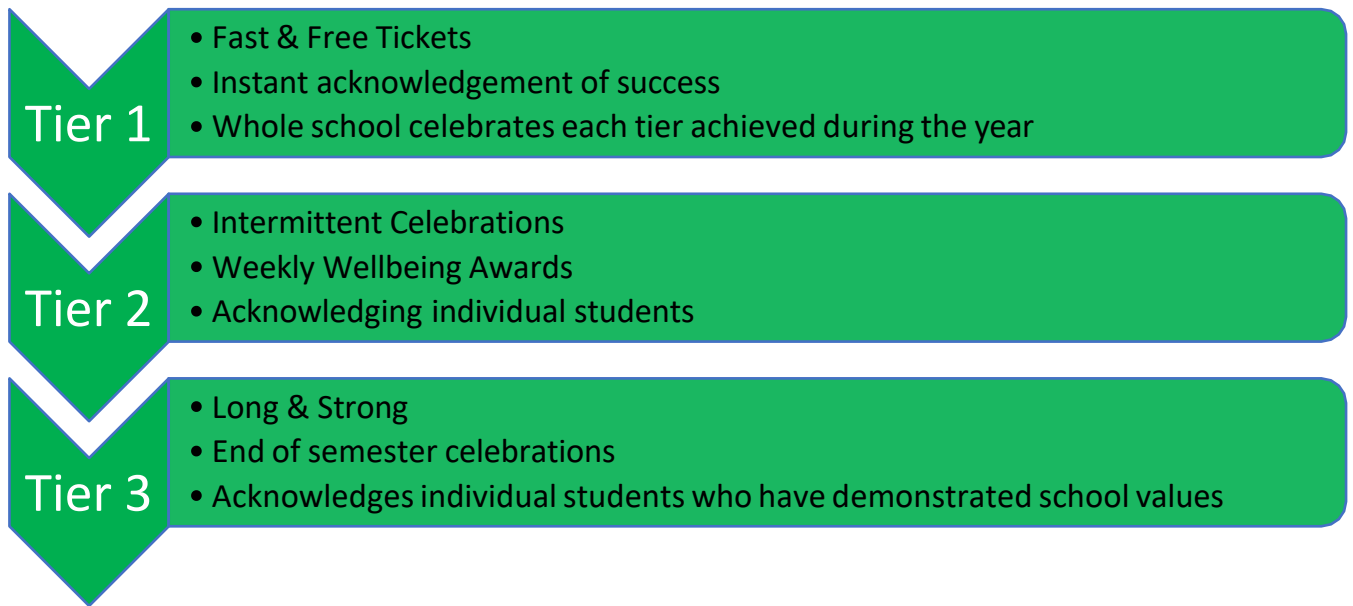 Tier 1
• Fast & Free Tickets
• Instant acknowledgement of success
• Whole school celebrates each tier achieved during the year
Tier 2
• Intermittent Celebrations
• Weekly Wellbeing Awards
• Acknowledging individual students
Tier 3
• Long & Strong
• End of semester celebrations
• Acknowledges individual students who have demonstrated school values